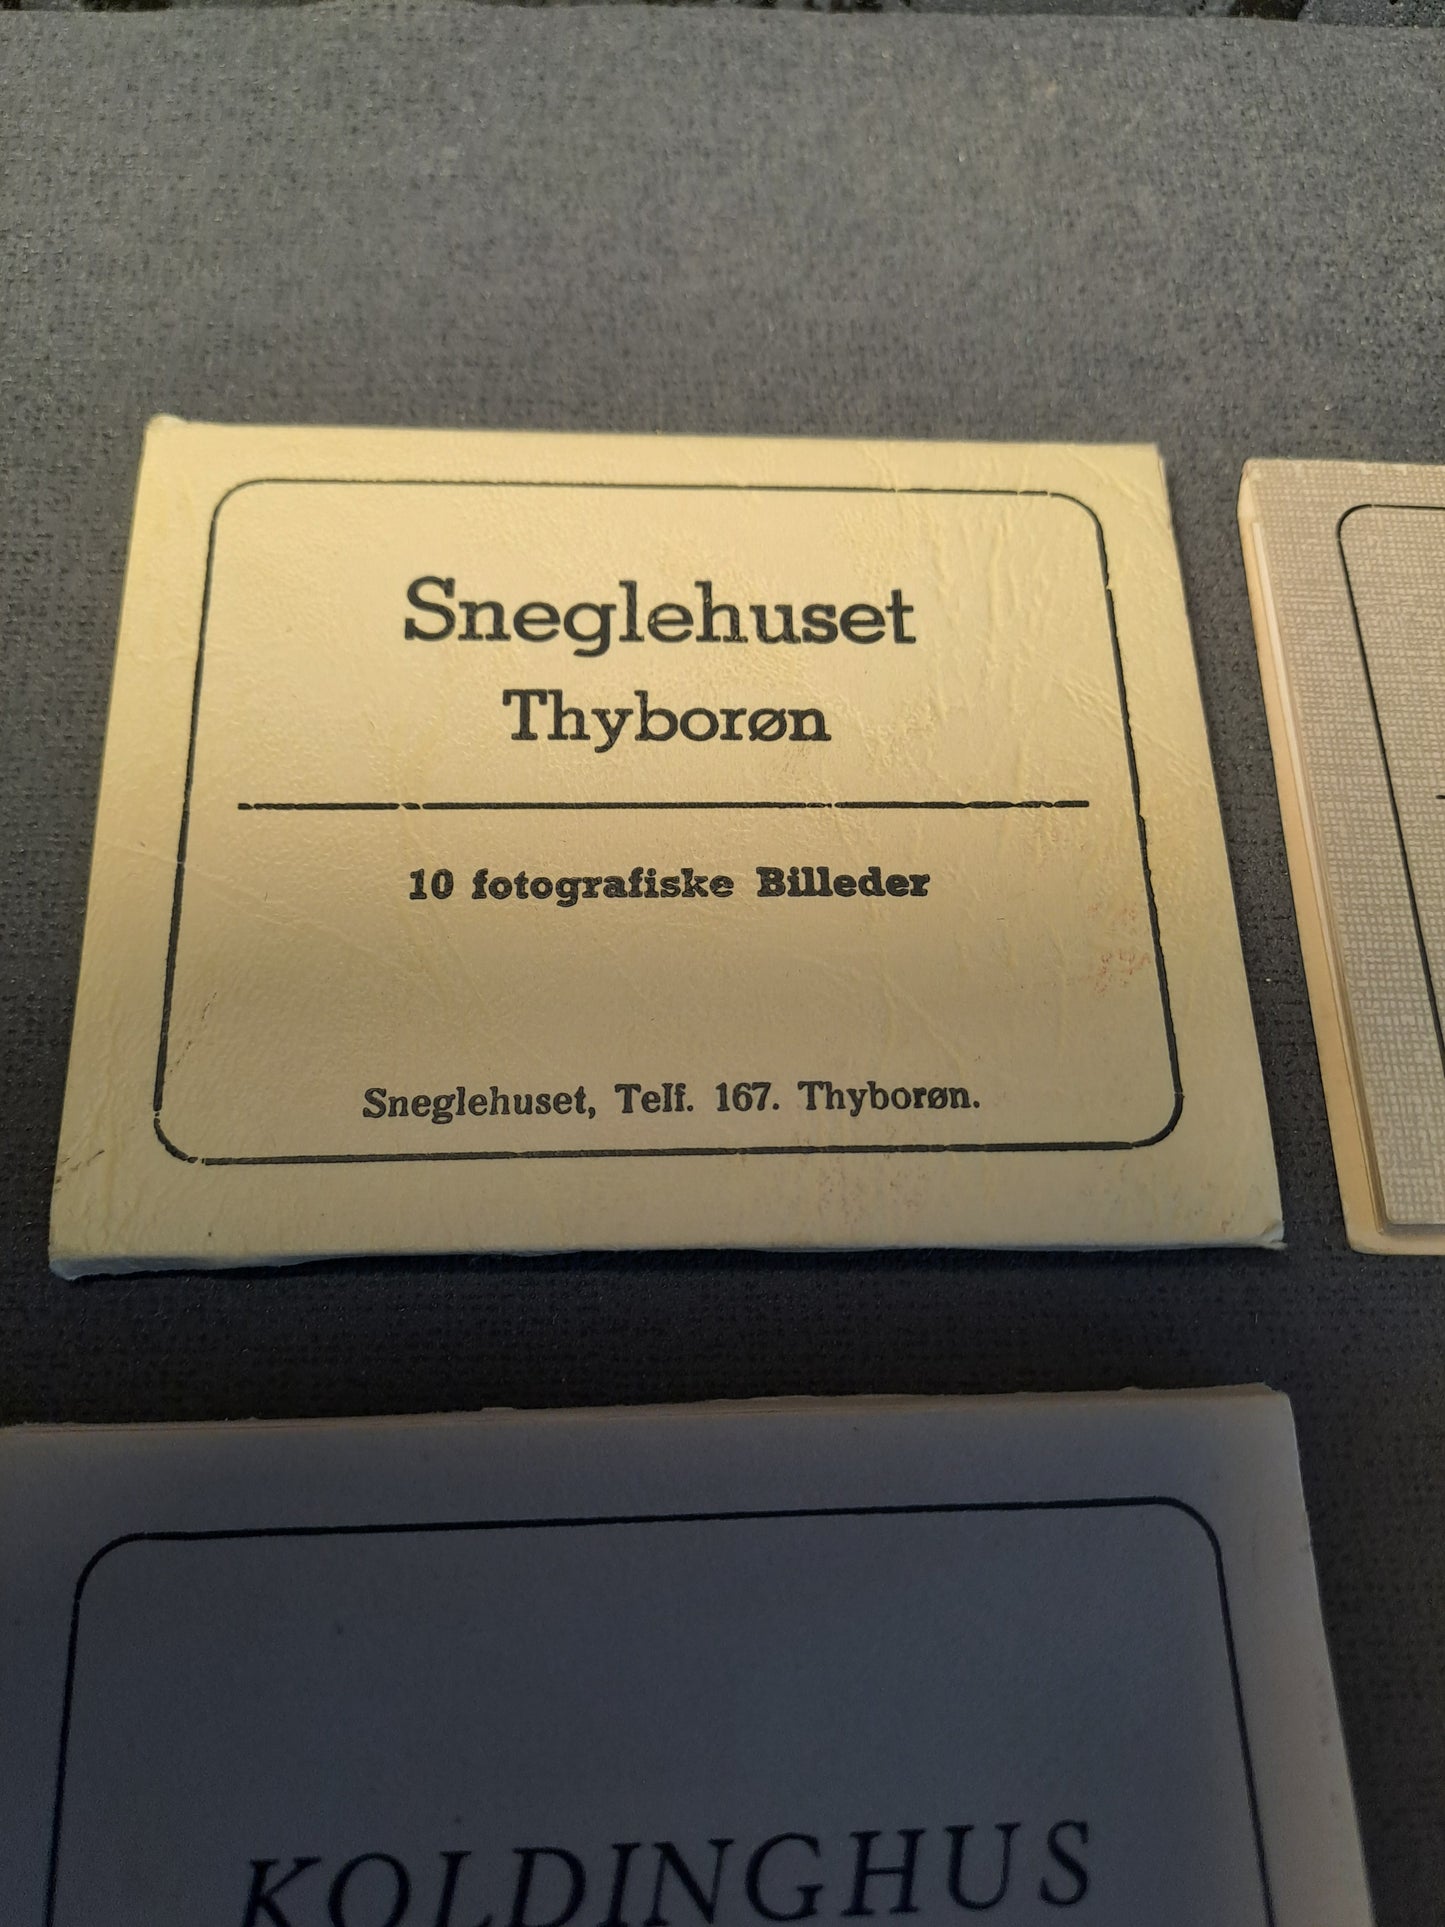 Sneglehuset
Thyborøn
10 fotografiske Billeder
Sneglehuset, Telf. 167. Thyborøn.
KOLDINGHUS